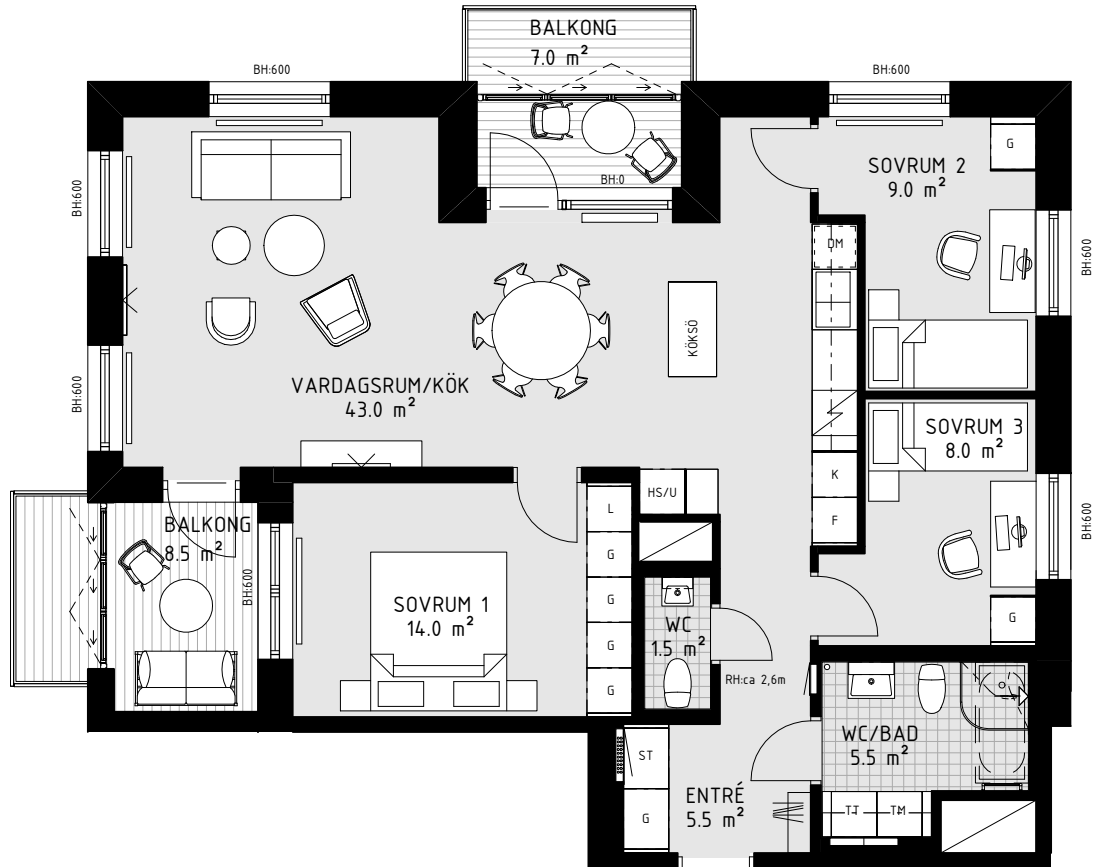 BALKONG
7.0 m²
BH:600
BH:600
SOVRUM 2
9.0 m²
G
BH:0
BH:600
DM
BH:600
KÖKSÖ
VARDAGSRUM/KÖK
43.0 m²
BH:600
SOVRUM 3
8.0 m²
K
HS/U
F
L
BH:600
BALKONG
8.5 m²
G
BH:600
SOVRUM 1
14.0 m²
G
G
G
WC
1.5 m²
G
RH:ca 2,6m
WC/BAD
5.5 m²
ST
ENTRÉ
5.5 m²
G
TT
TM